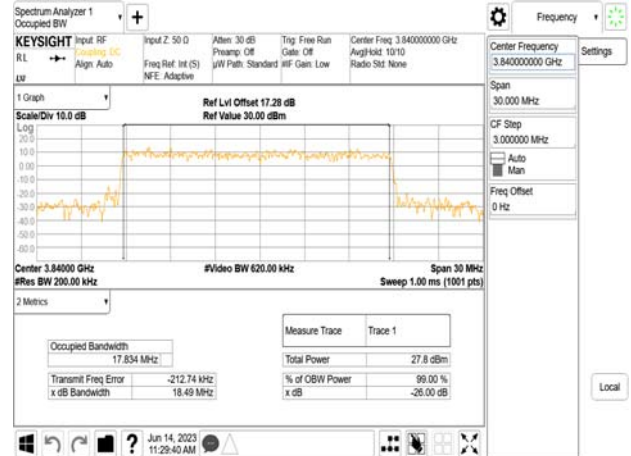 Spectrum Analyzer 1
Occupied BW
+
Frequency
KEYSIGHT
Input: RF
Coupling: DC
Align: Auto
Input Z: 50 Ω
Freq Ref: Int (S)
NFE: Adaptive
Atten: 30 dB
Preamp: Off
µW Path: Standard
Trig: Free Run
Gate: Off
#IF Gain: Low
Center Freq: 3.840000000 GHz
Avg|Hold: 10/10
Radio Std: None
RL
Center Frequency
3.840000000 GHz
Settings
Span
30.000 MHz
CF Step
3.000000 MHz
Auto
Man
Freq Offset
0 Hz
Local
1 Graph
Scale/Div 10.0 dB
Ref Lvl Offset 17.28 dB
Ref Value 30.00 dBm
Log
20.0
10.0
0.00
-10.0
-20.0
-30.0
-40.0
-50.0
-60.0
Center 3.84000 GHz
#Res BW 200.00 kHz
#Video BW 620.00 kHz
Span 30 MHz
Sweep 1.00 ms (1001 pts)
2 Metrics
Occupied Bandwidth
17.834 MHz
Transmit Freq Error -212.74 kHz
x dB Bandwidth 18.49 MHz
Measure Trace Trace 1
Total Power 27.8 dBm
% of OBW Power 99.00 %
x dB -26.00 dB
?
Jun 14, 2023
11:29:40 AM